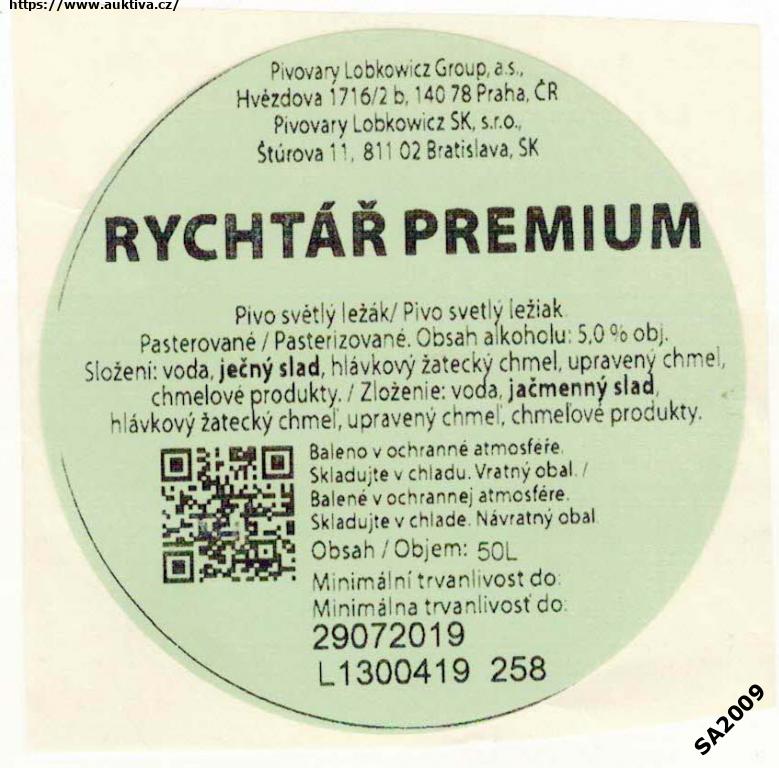 https://www.auktiva.cz/
Pivovary Lobkowicz Group, a.s.,
Hvězdova 1716/2 b, 140 78 Praha, ČR
Pivovary Lobkowicz SK, s.r.o.,
Štúrova 11, 811 02 Bratislava, SK
RYCHTÁŘ PREMIUM
Pivo světlý ležák/ Pivo svetlý ležiak
Pasterované / Pasterizované. Obsah alkoholu: 5,0 % obj.
Složení: voda, ječný slad, hlávkový žatecký chmel, upravený chmel,
chmelové produkty. / Zloženie: voda, jačmenný slad,
hlávkový žatecký chmeľ, upravený chmeľ, chmeľové produkty.
Baleno v ochranné atmosféře.
Skladujte v chladu. Vratný obal. /
Balené v ochrannej atmosfére.
Skladujte v chlade. Návratný obal.
Obsah / Objem: 50L
Minimální trvanlivost do:
Minimálna trvanlivosť do:
29072019
L1300419 258
SA2009